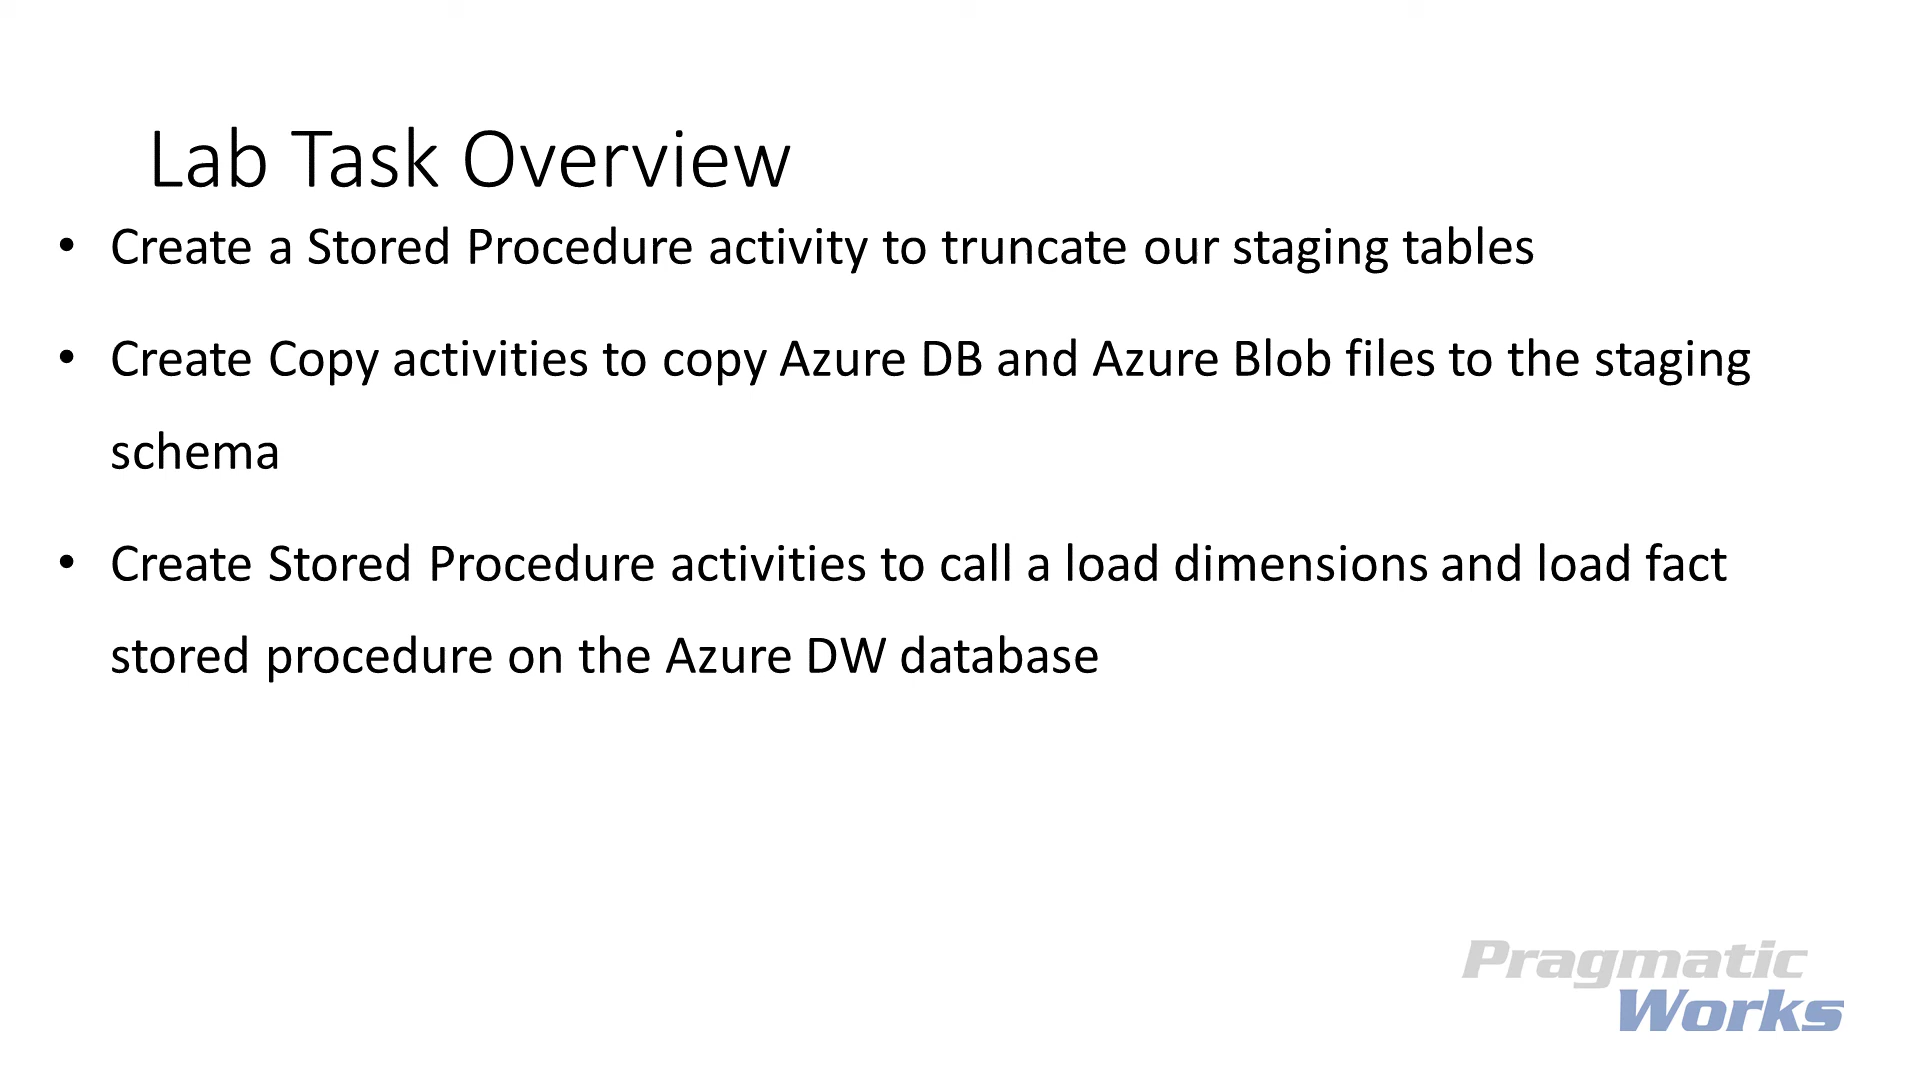 Lab Task Overview
• Create a Stored Procedure activity to truncate our staging tables
• Create Copy activities to copy Azure DB and Azure Blob files to the staging
schema
• Create Stored Procedure activities to call a load dimensions and load fact
stored procedure on the Azure DW database
Pragmatic
Works